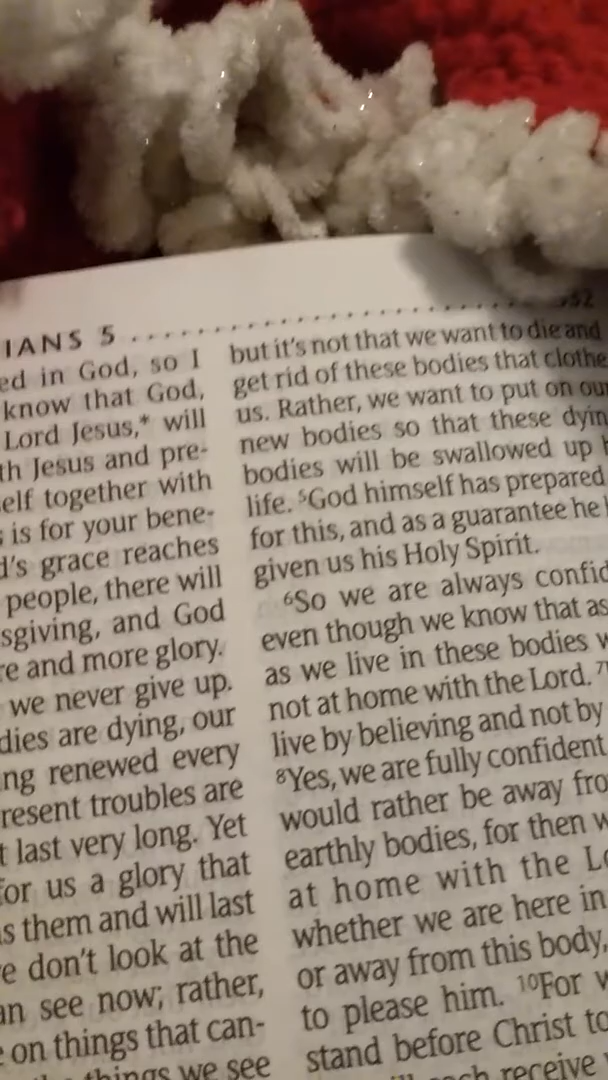 IANS 5
52
ed in God, so I
know that God,
Lord Jesus,* will
th Jesus and pre-
elf together with
is for your bene-
d's grace reaches
people, there will
sgiving, and God
re and more glory.
we never give up.
dies are dying, our
ng renewed every
resent troubles are
t last very long. Yet
for us a glory that
s them and will last
e don't look at the
an see now; rather,
e on things that can-
things we see
but it's not that we want to die and
get rid of these bodies that clothe
us. Rather, we want to put on our
new bodies so that these dyin
bodies will be swallowed up b
life. ⁵God himself has prepared
for this, and as a guarantee he h
given us his Holy Spirit.
⁶So we are always confid
even though we know that as
as we live in these bodies w
not at home with the Lord. ⁷
live by believing and not by
⁸Yes, we are fully confident
would rather be away fro
earthly bodies, for then w
at home with the Lo
whether we are here in
or away from this body,
to please him. ¹⁰For w
stand before Christ to
each receive